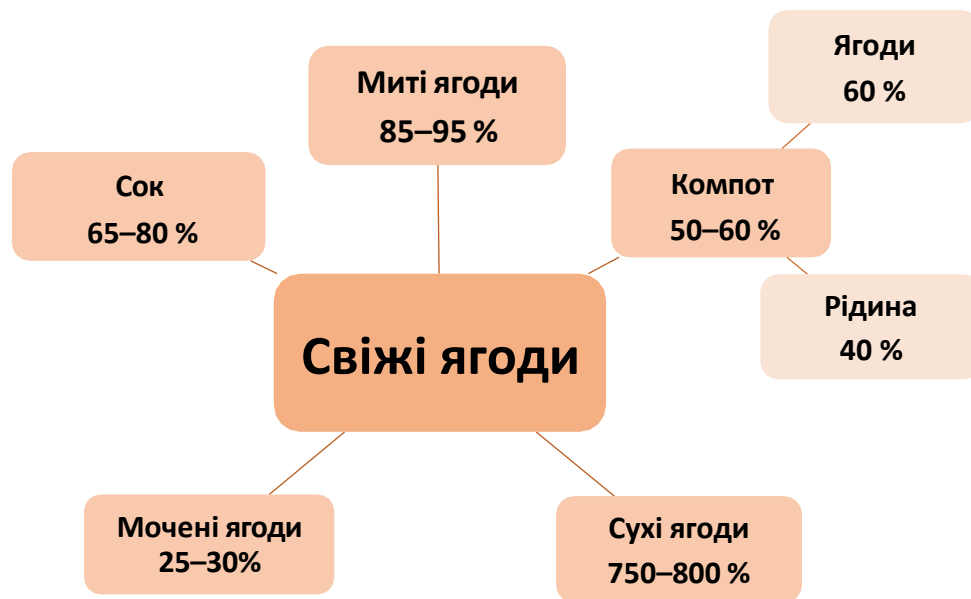 Ягоди
60 %
Миті ягоди
85–95 %
Сок
65–80 %
Компот
50–60 %
Свіжі ягоди
Рідина
40 %
Мочені ягоди
25–30%
Сухі ягоди
750–800 %